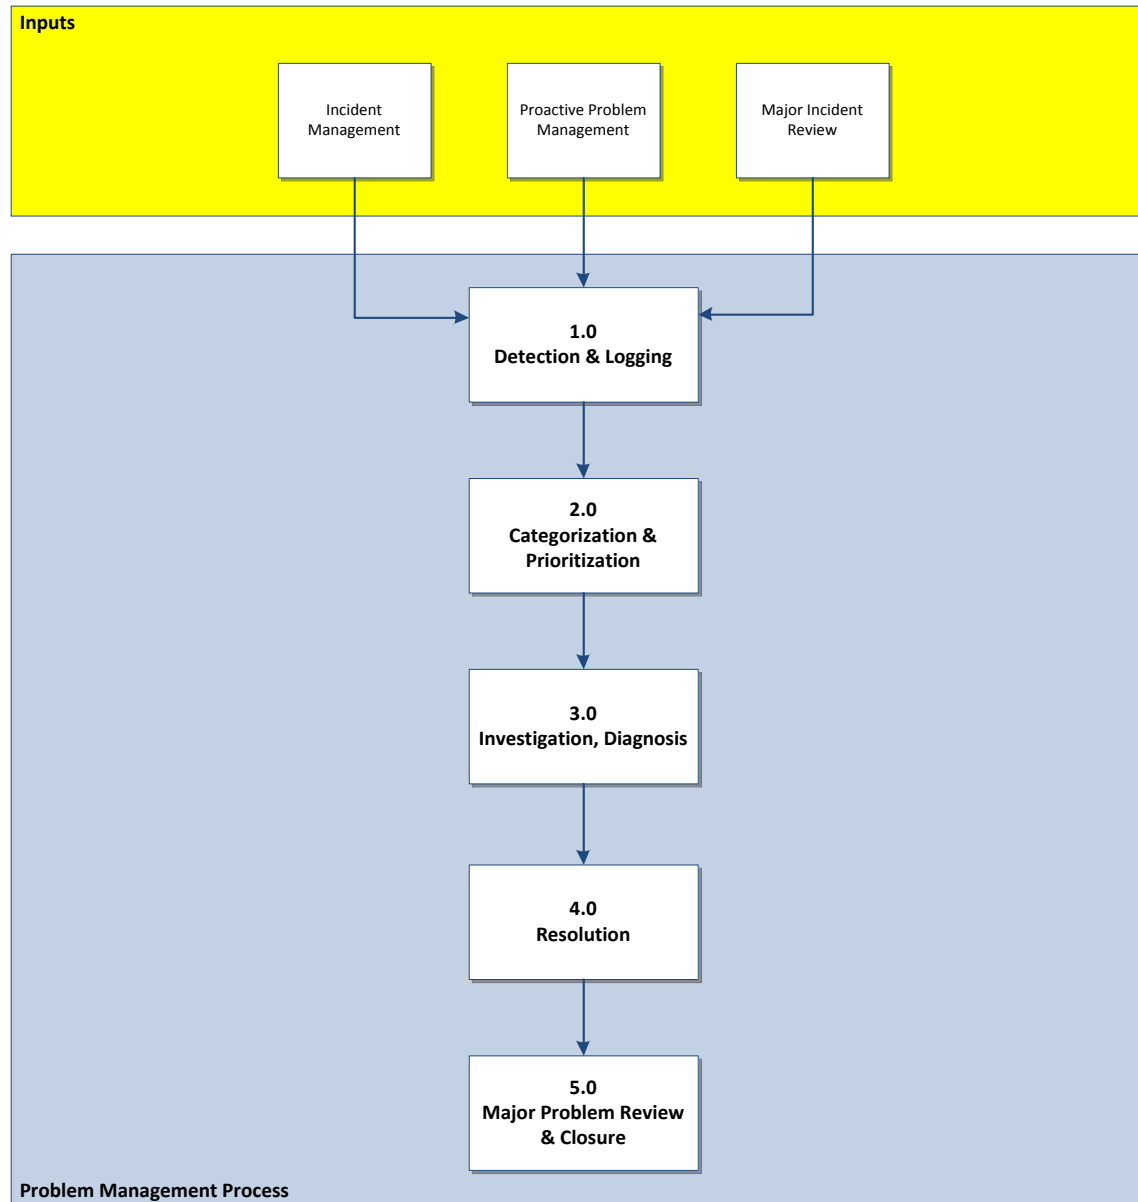 Inputs
Incident
Management
Proactive Problem
Management
Major Incident
Review
1.0
Detection & Logging
2.0
Categorization &
Prioritization
3.0
Investigation, Diagnosis
4.0
Resolution
5.0
Major Problem Review
& Closure
Problem Management Process